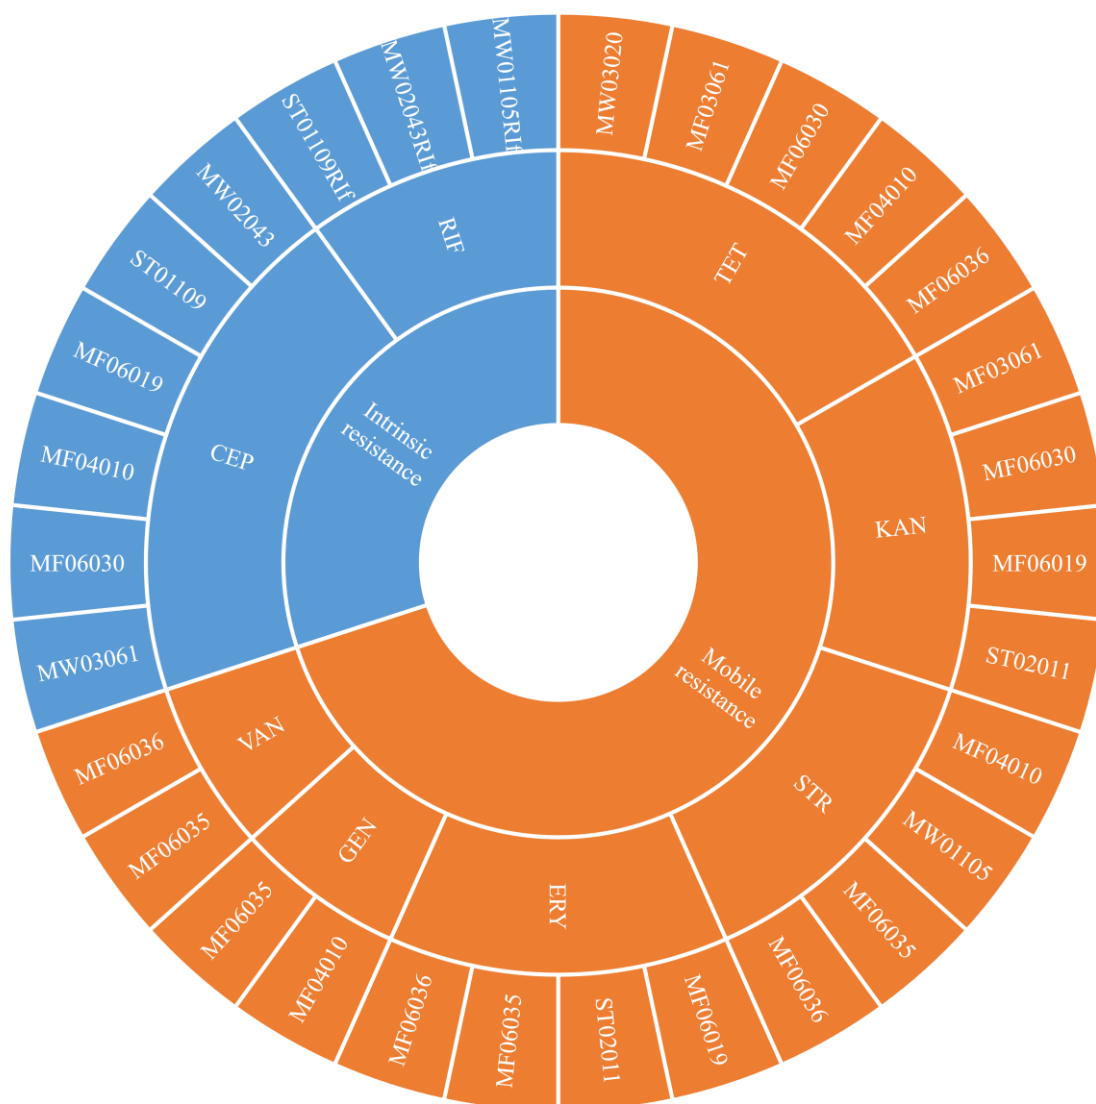 Mobile
resistance
TET
MW03020
MF03061
MF06030
MF04010
MF06036
KAN
MF03061
MF06030
MF06019
ST02011
STR
MF04010
MW01105
MF06035
MF06036
ERY
MF06019
ST02011
MF06035
MF06036
GEN
MF04010
MF06035
VAN
MF06035
MF06036
Intrinsic
resistance
CEP
MW03061
MF06030
MF04010
MF06019
ST01109
MW02043
RIF
ST01109RIf
MW02043RIf
MW01105RIf